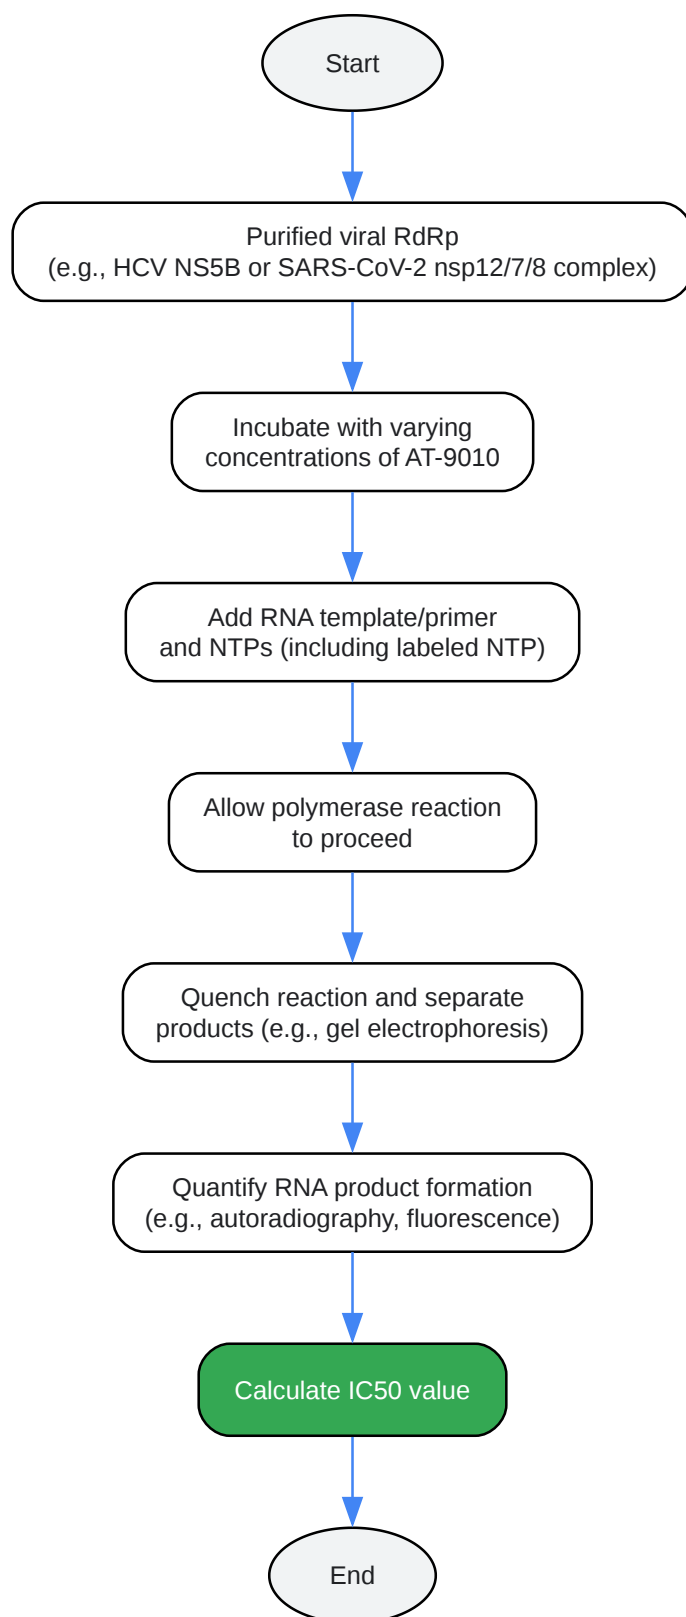 Start
Purified viral RdRp
(e.g., HCV NS5B or SARS-CoV-2 nsp12/7/8 complex)
Incubate with varying
concentrations of AT-9010
Add RNA template/primer
and NTPs (including labeled NTP)
Allow polymerase reaction
to proceed
Quench reaction and separate
products (e.g., gel electrophoresis)
Quantify RNA product formation
(e.g., autoradiography, fluorescence)
Calculate IC50 value
End